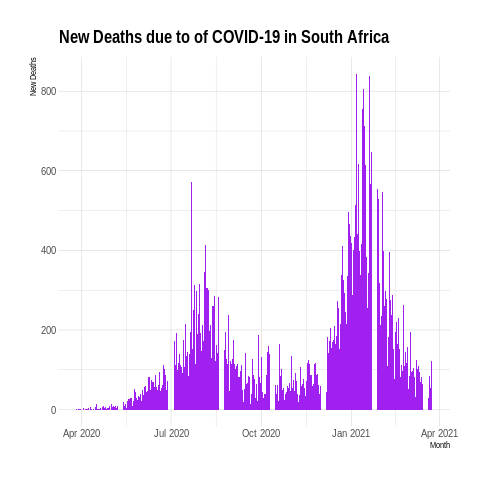 New Deaths due to of COVID-19 in South Africa
New Deaths
800
600
400
200
0
Apr 2020
Jul 2020
Oct 2020
Jan 2021
Apr 2021
Month